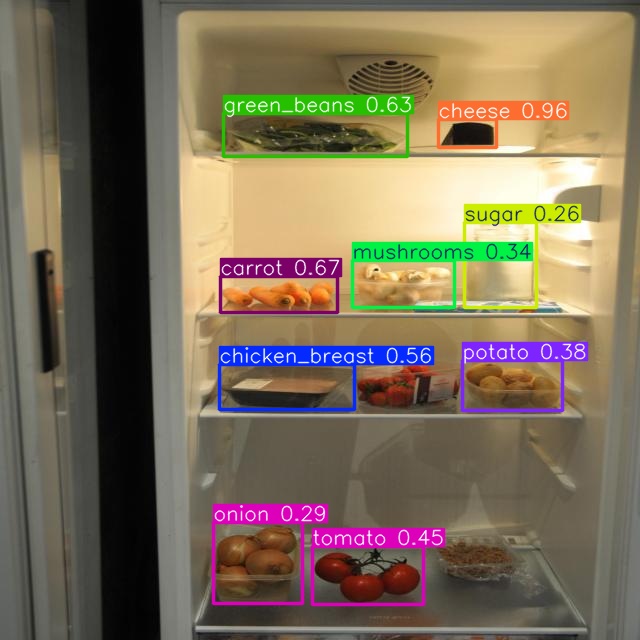 green_beans 0.63
cheese 0.96
sugar 0.26
mushrooms 0.34
carrot 0.67
chicken_breast 0.56
potato 0.38
onion 0.29
tomato 0.45